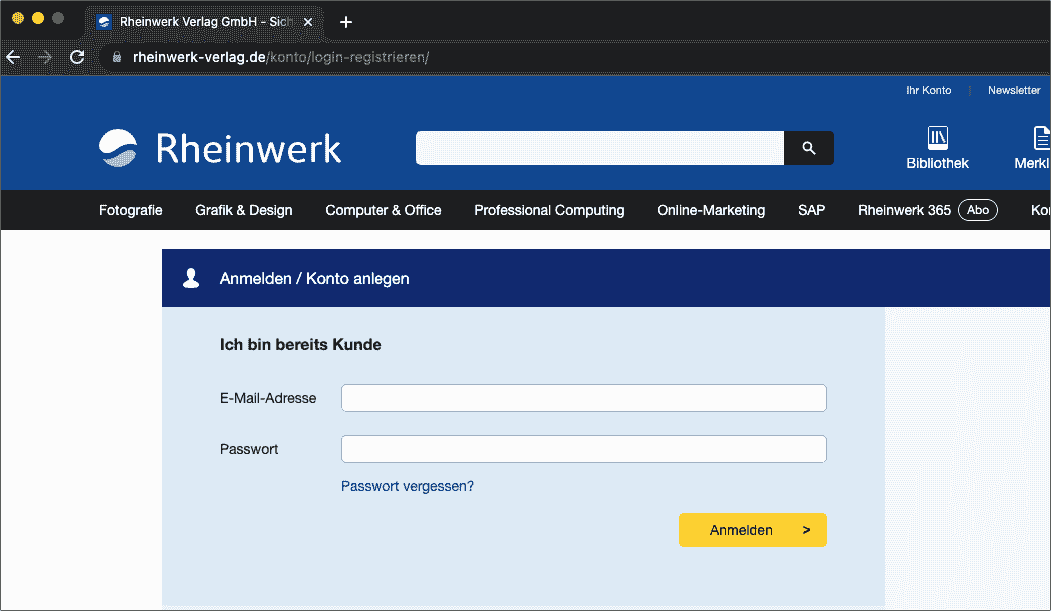 Rheinwerk Verlag GmbH - Sich
rheinwerk-verlag.de/konto/login-registrieren/
Ihr Konto | Newsletter
Rheinwerk
Bibliothek Merkl
Fotografie Grafik & Design Computer & Office Professional Computing Online-Marketing SAP Rheinwerk 365 Abo Kon
Anmelden / Konto anlegen
Ich bin bereits Kunde
E-Mail-Adresse
Passwort
Passwort vergessen?
Anmelden >